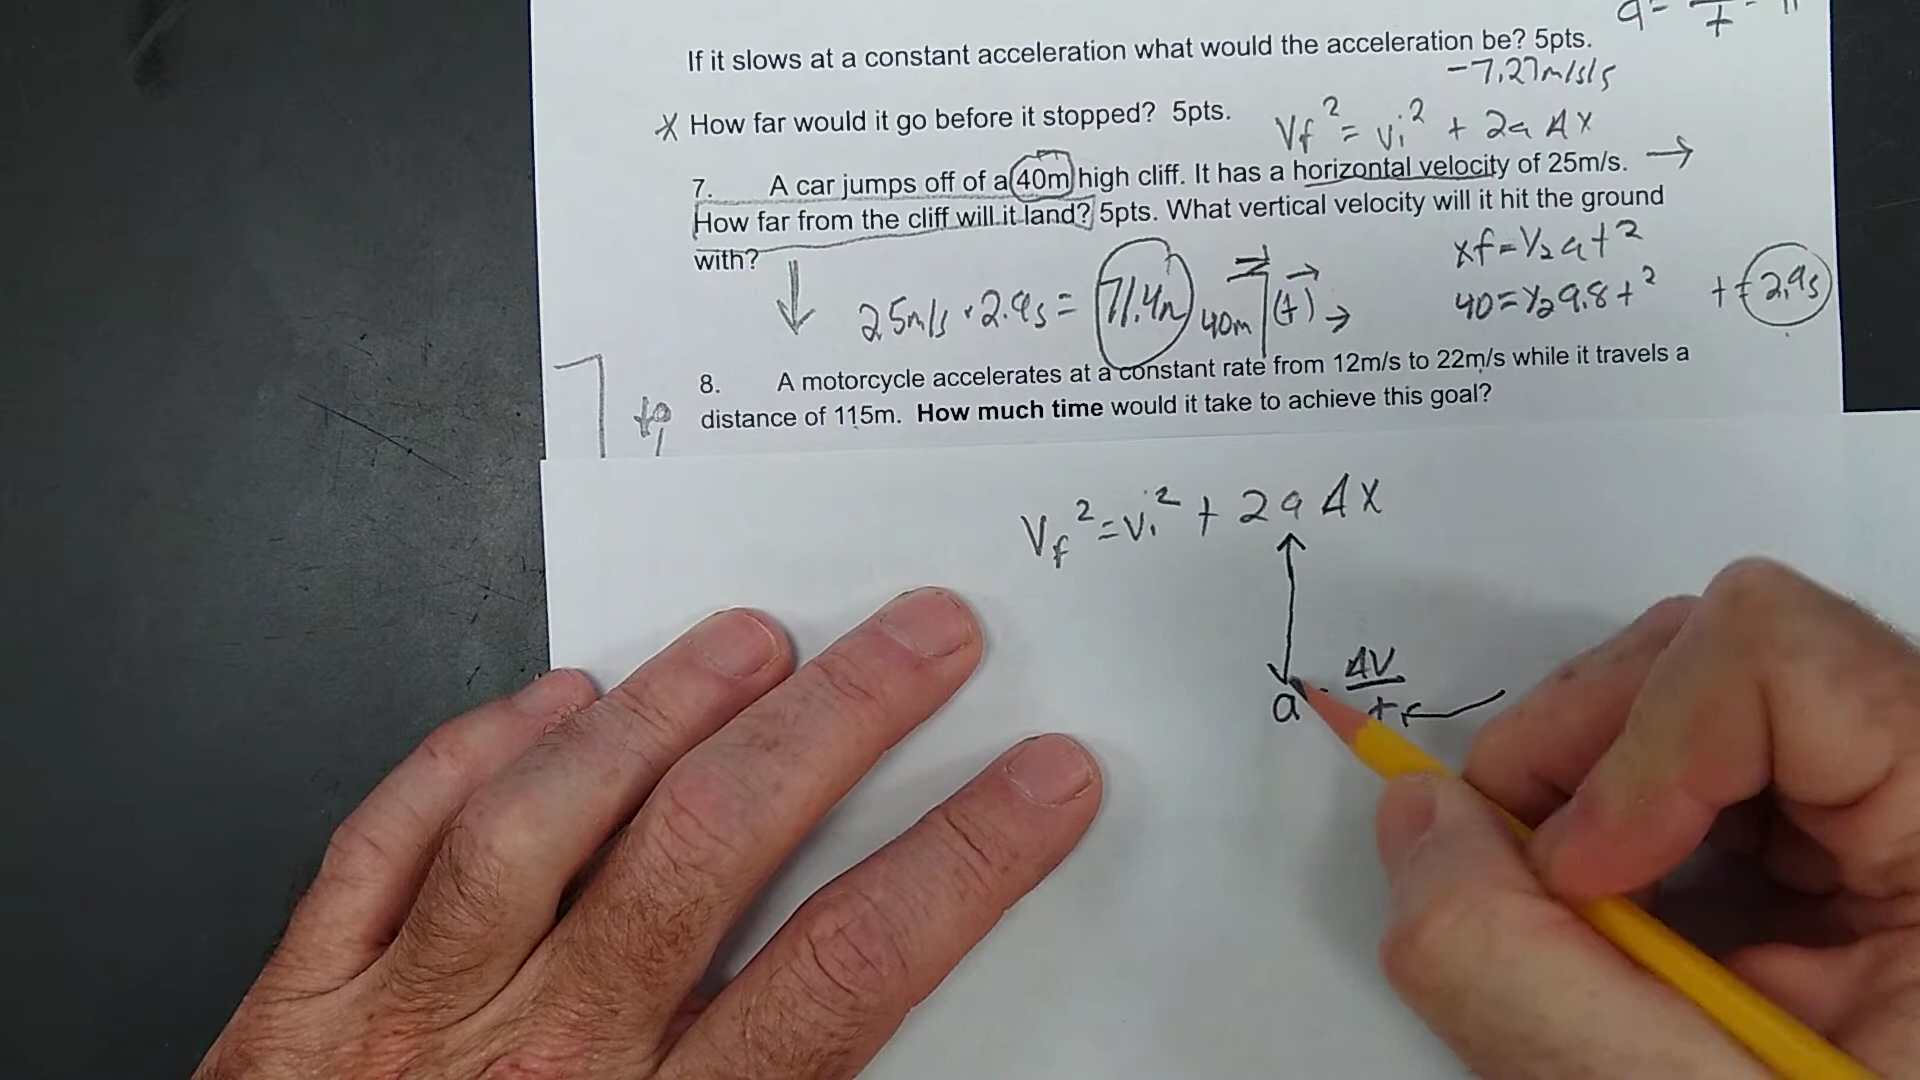 a= / t = 11
If it slows at a constant acceleration what would the acceleration be? 5pts.
-7.27m/s/s
X How far would it go before it stopped? 5pts.
Vf² = vi² + 2a Δx
7. A car jumps off of a 40m high cliff. It has a horizontal velocity of 25m/s. →
How far from the cliff will it land? 5pts. What vertical velocity will it hit the ground
with?
xf=½at²
25m/s · 2.9s = 71.4m 40m (t) →
40=½9.8t² t=2.9s
8. A motorcycle accelerates at a constant rate from 12m/s to 22m/s while it travels a
distance of 115m. How much time would it take to achieve this goal?
Vf²=vi² + 2a Δx
a = ΔV / t